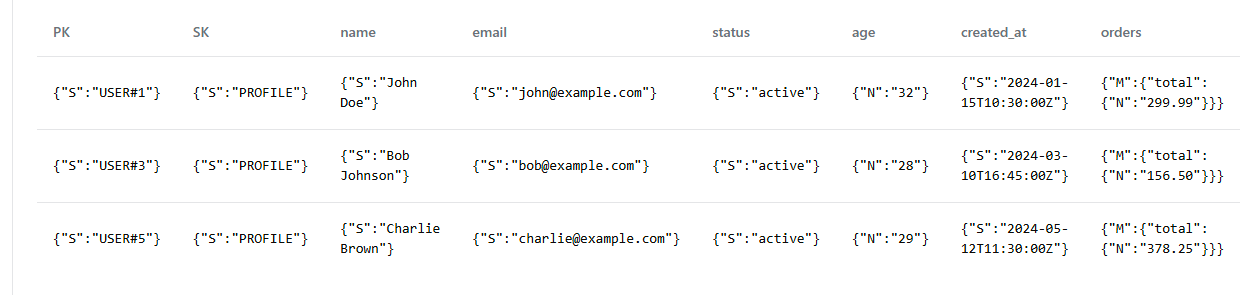 PK SK name email status age created_at orders
{"S":"USER#1"} {"S":"PROFILE"} {"S":"John Doe"} {"S":"john@example.com"} {"S":"active"} {"N":"32"} {"S":"2024-01-15T10:30:00Z"} {"M":{"total":{"N":"299.99"}}}
{"S":"USER#3"} {"S":"PROFILE"} {"S":"Bob Johnson"} {"S":"bob@example.com"} {"S":"active"} {"N":"28"} {"S":"2024-03-10T16:45:00Z"} {"M":{"total":{"N":"156.50"}}}
{"S":"USER#5"} {"S":"PROFILE"} {"S":"Charlie Brown"} {"S":"charlie@example.com"} {"S":"active"} {"N":"29"} {"S":"2024-05-12T11:30:00Z"} {"M":{"total":{"N":"378.25"}}}